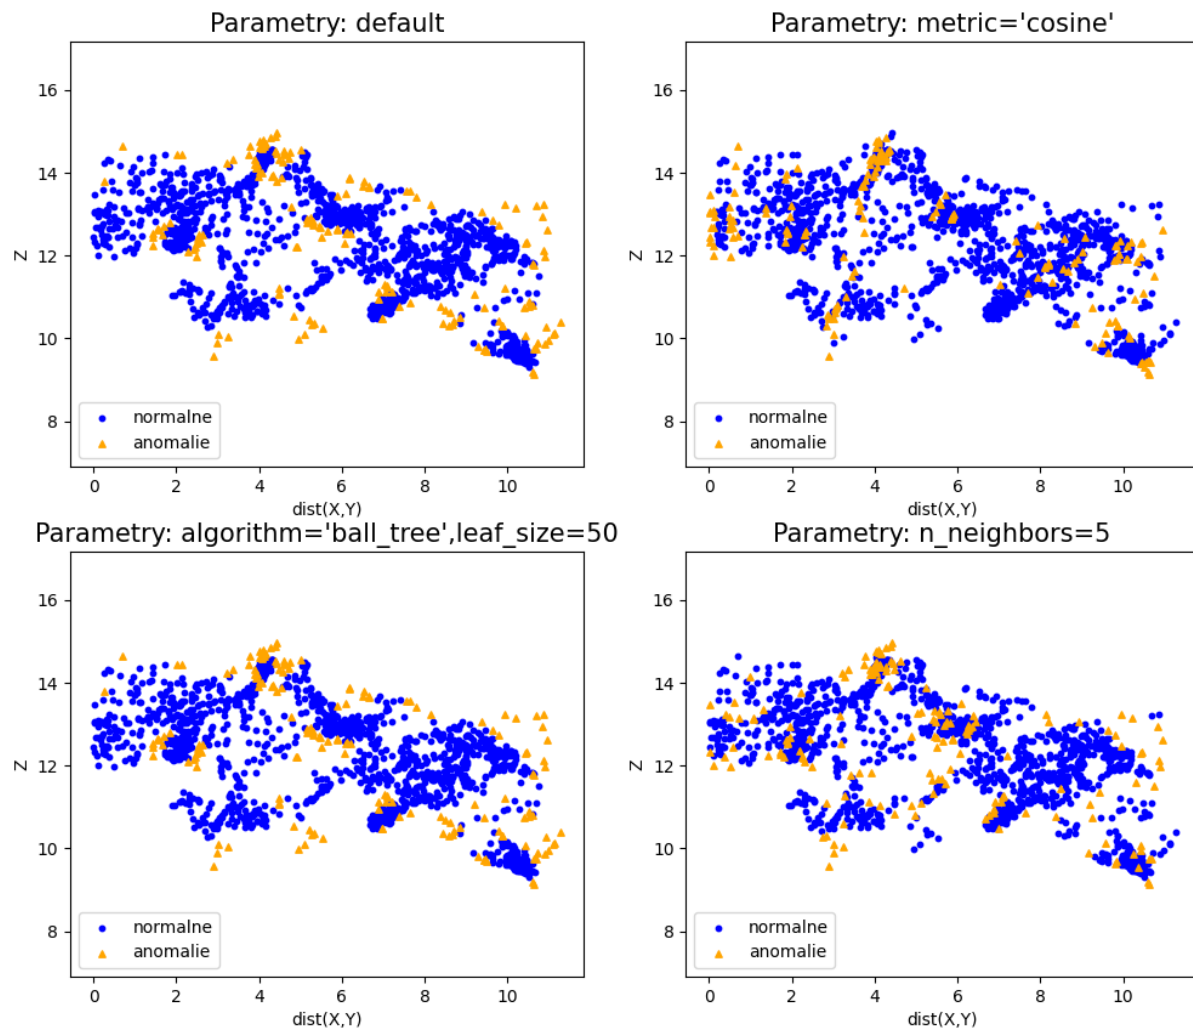 Parametry: default
16
14
12
10
8
Z
normalne
anomalie
0 2 4 6 8 10
dist(X,Y)
Parametry: metric='cosine'
16
14
12
10
8
Z
normalne
anomalie
0 2 4 6 8 10
dist(X,Y)
Parametry: algorithm='ball_tree',leaf_size=50
16
14
12
10
8
Z
normalne
anomalie
0 2 4 6 8 10
dist(X,Y)
Parametry: n_neighbors=5
16
14
12
10
8
Z
normalne
anomalie
0 2 4 6 8 10
dist(X,Y)